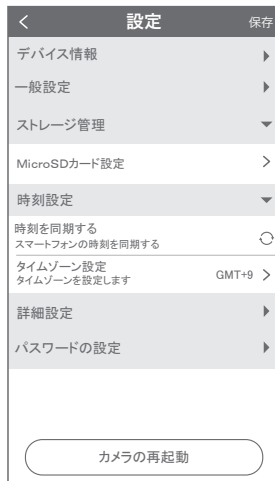 設定
保存
デバイス情報
一般設定
ストレージ管理
MicroSDカード設定
時刻設定
時刻を同期する
スマートフォンの時刻を同期する
タイムゾーン設定
タイムゾーンを設定します
GMT+9
詳細設定
パスワードの設定
カメラの再起動